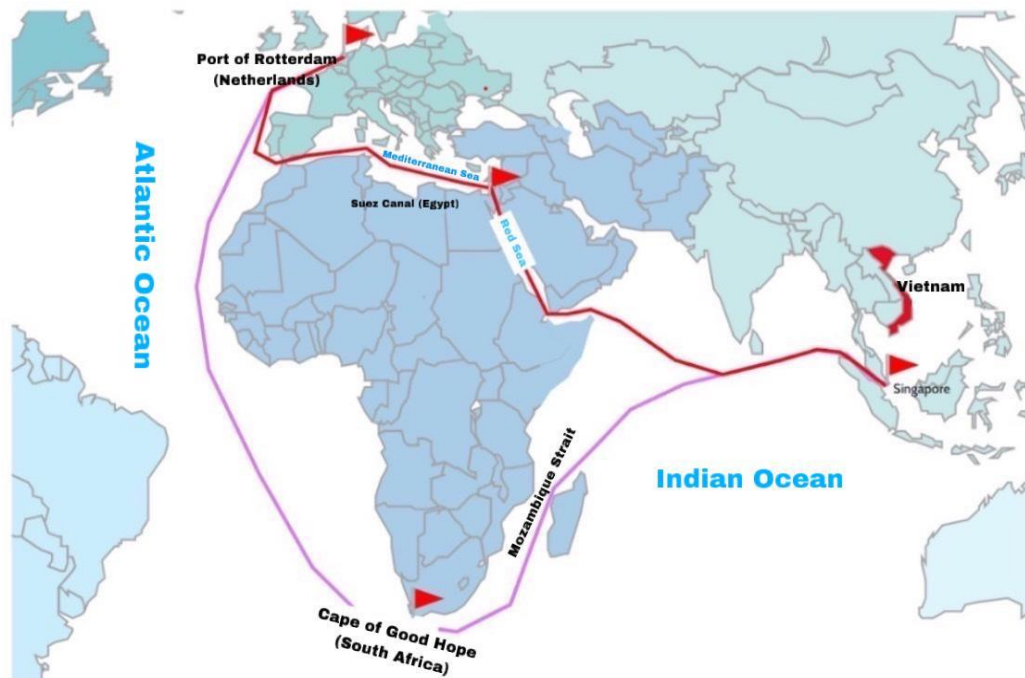 Port of Rotterdam
(Netherlands)
Mediterranean Sea
Suez Canal (Egypt)
Red Sea
Atlantic Ocean
Vietnam
Singapore
Mozambique Strait
Indian Ocean
Cape of Good Hope
(South Africa)